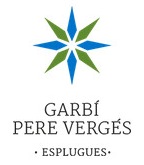 GARBÍ
PERE VERGÉS
· ESPLUGUES ·